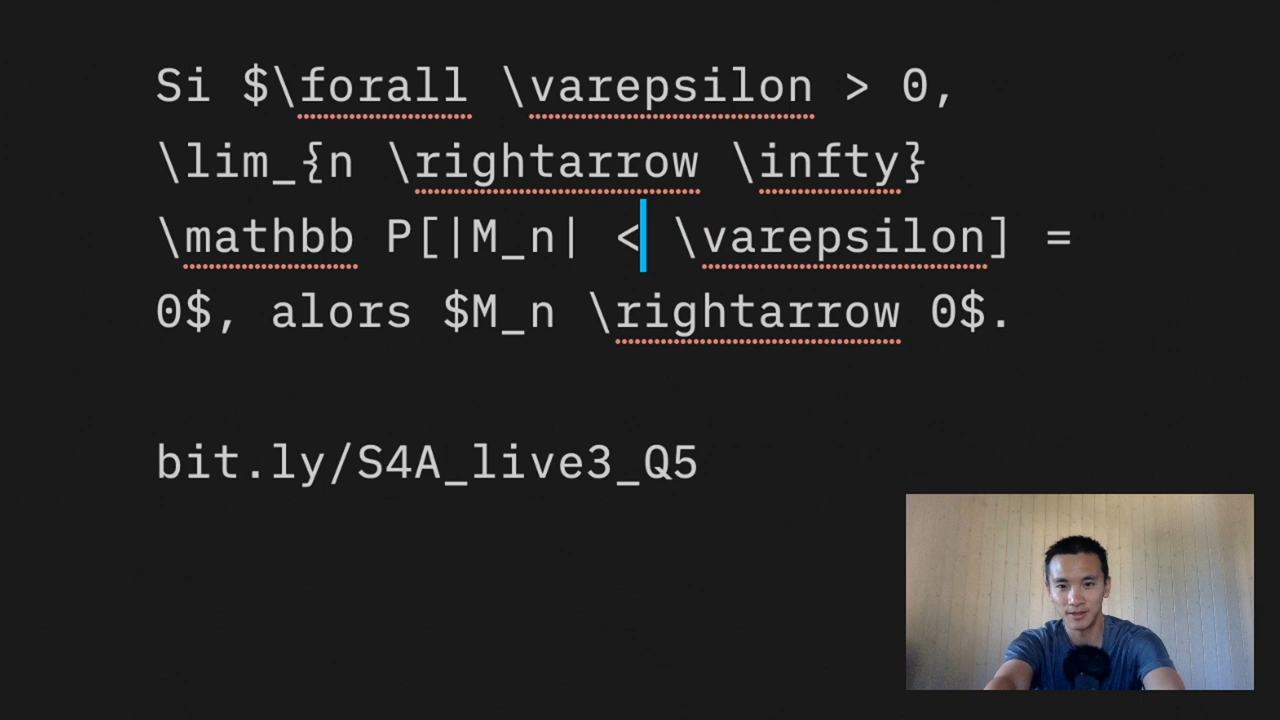 Si $\forall \varepsilon > 0,
\lim_{n \rightarrow \infty}
\mathbb P[|M_n| < \varepsilon] =
0$, alors $M_n \rightarrow 0$.
bit.ly/S4A_live3_Q5